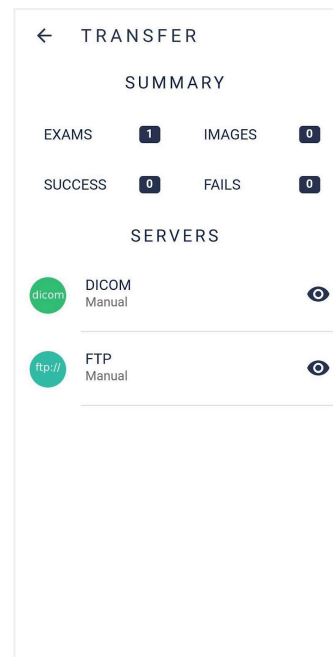 TRANSFER
SUMMARY
EXAMS 1 IMAGES 0
SUCCESS 0 FAILS 0
SERVERS
dicom DICOM
Manual
ftp:// FTP
Manual